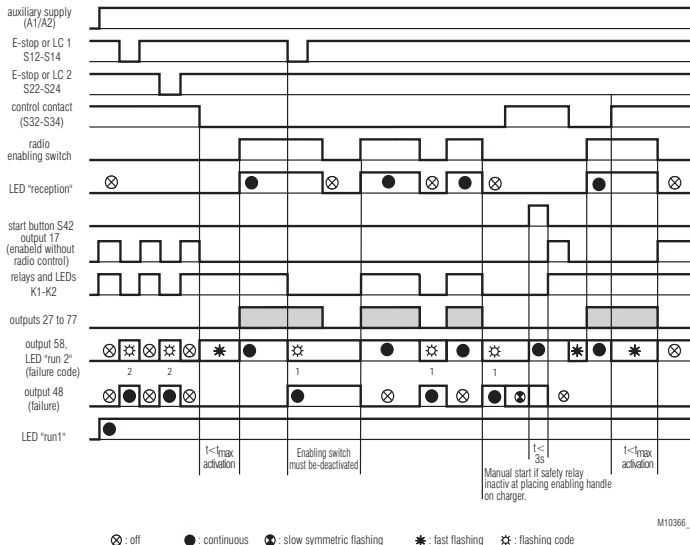 auxiliary supply
(A1/A2)
E-stop or LC 1
S12-S14
E-stop or LC 2
S22-S24
control contact
(S32-S34)
radio
enabling switch
LED "reception"
start button S42
output 17
(enabeld without
radio control)
relays and LEDs
K1-K2
outputs 27 to 77
output 58,
LED "run 2"
(failure code)
2 2 1 1 1
output 48
(failure)
LED "run1"
t<tmax
activation
Enabling switch
must be-deactivated
t<
3s
t<tmax
activation
Manual start if safety relay
inactiv at placing enabling handle
on charger.
M10366_
: off : continuous : slow symmetric flashing : fast flashing : flashing code